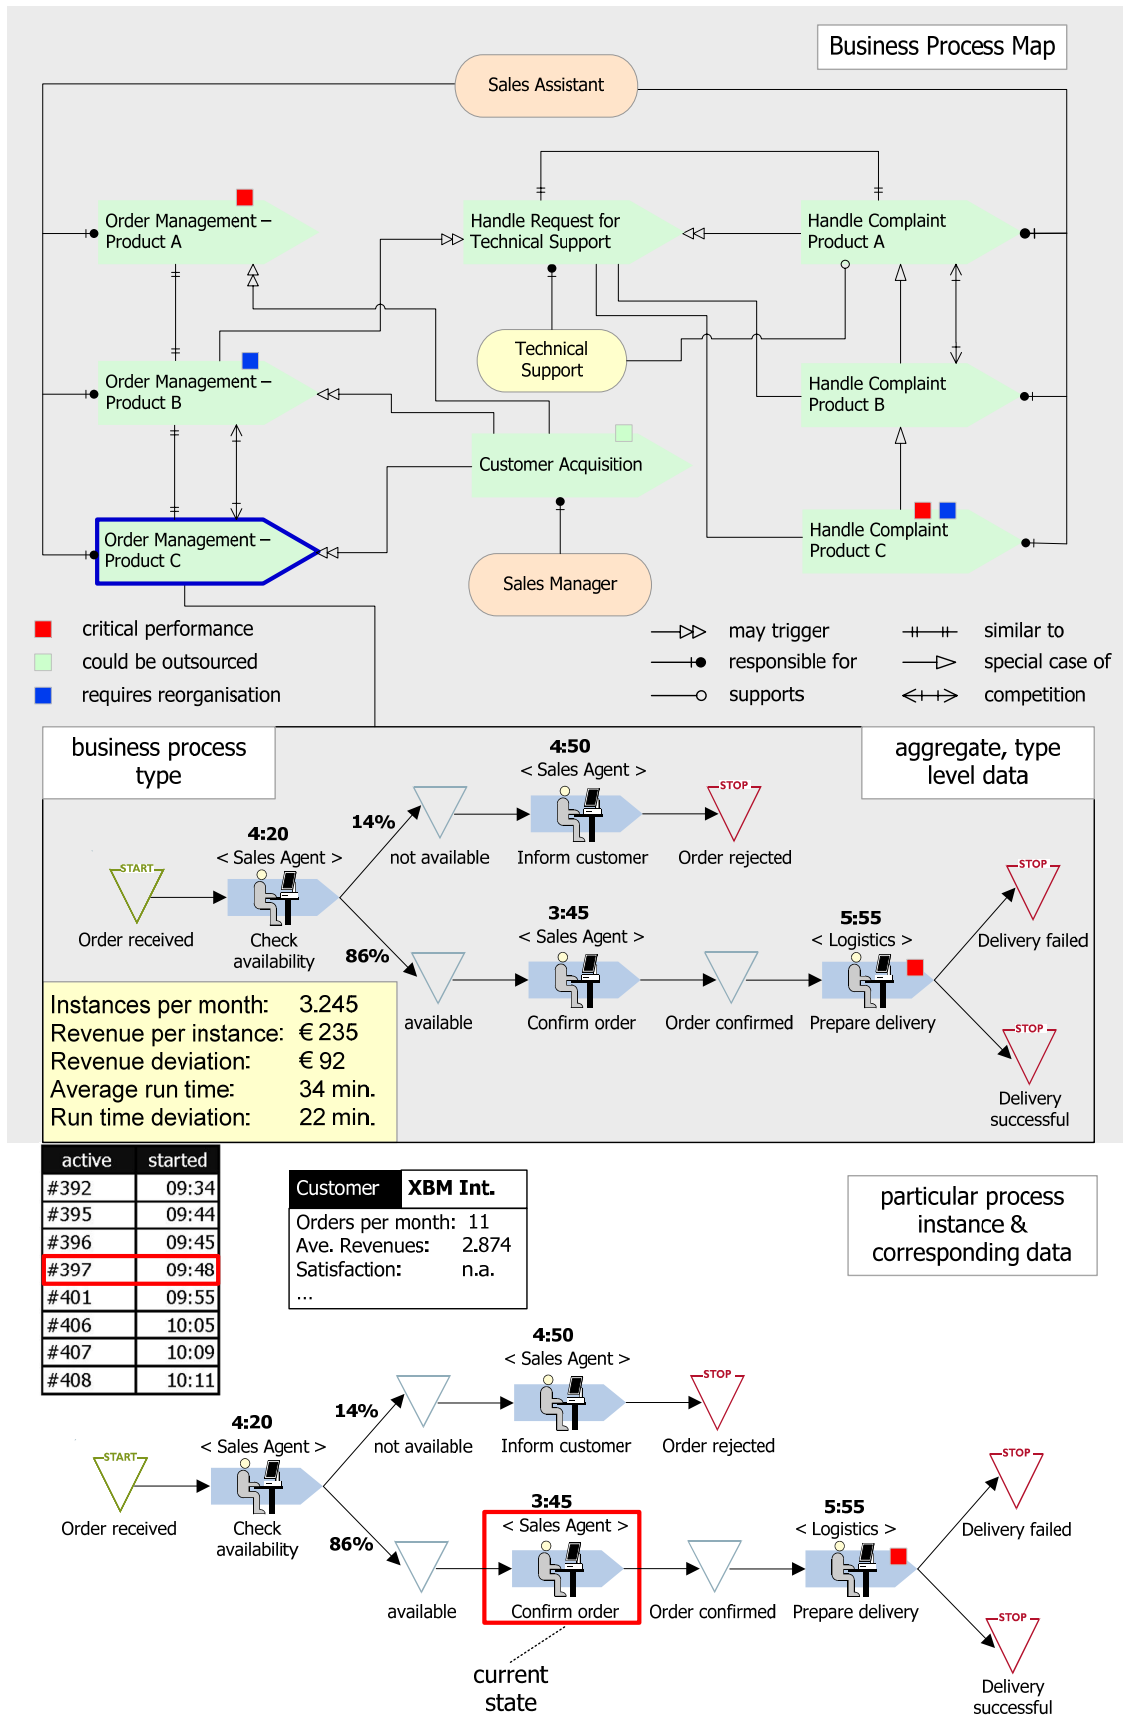 Business Process Map
Sales Assistant
Order Management –
Product A
Handle Request for
Technical Support
Handle Complaint
Product A
Technical
Support
Order Management –
Product B
Handle Complaint
Product B
Customer Acquisition
Order Management –
Product C
Handle Complaint
Product C
Sales Manager
critical performance
could be outsourced
requires reorganisation
may trigger
responsible for
supports
similar to
special case of
competition
business process
type
aggregate, type
level data
4:50
< Sales Agent >
STOP
14%
not available
Inform customer
Order rejected
4:20
< Sales Agent >
START
Order received
Check
availability
86%
3:45
< Sales Agent >
5:55
< Logistics >
STOP
Delivery failed
available
Confirm order
Order confirmed
Prepare delivery
STOP
Delivery
successful
Instances per month: 3.245
Revenue per instance: € 235
Revenue deviation: € 92
Average run time: 34 min.
Run time deviation: 22 min.
active started
#392 09:34
#395 09:44
#396 09:45
#397 09:48
#401 09:55
#406 10:05
#407 10:09
#408 10:11
Customer XBM Int.
Orders per month: 11
Ave. Revenues: 2.874
Satisfaction: n.a.
...
particular process
instance &
corresponding data
4:50
< Sales Agent >
STOP
14%
not available
Inform customer
Order rejected
4:20
< Sales Agent >
START
Order received
Check
availability
86%
3:45
< Sales Agent >
5:55
< Logistics >
STOP
Delivery failed
available
Confirm order
Order confirmed
Prepare delivery
STOP
Delivery
successful
current
state